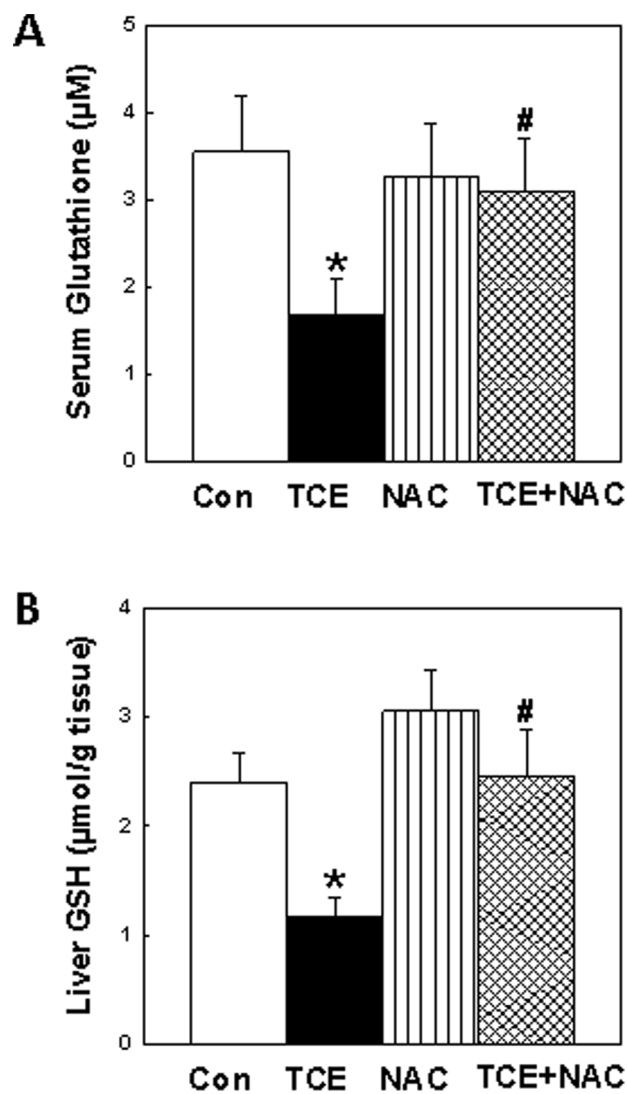 A
Serum Glutathione (µM)
5
4
3
2
1
0
*
#
Con TCE NAC TCE+NAC
B
Liver GSH (µmol/g tissue)
4
3
2
1
0
*
#
Con TCE NAC TCE+NAC